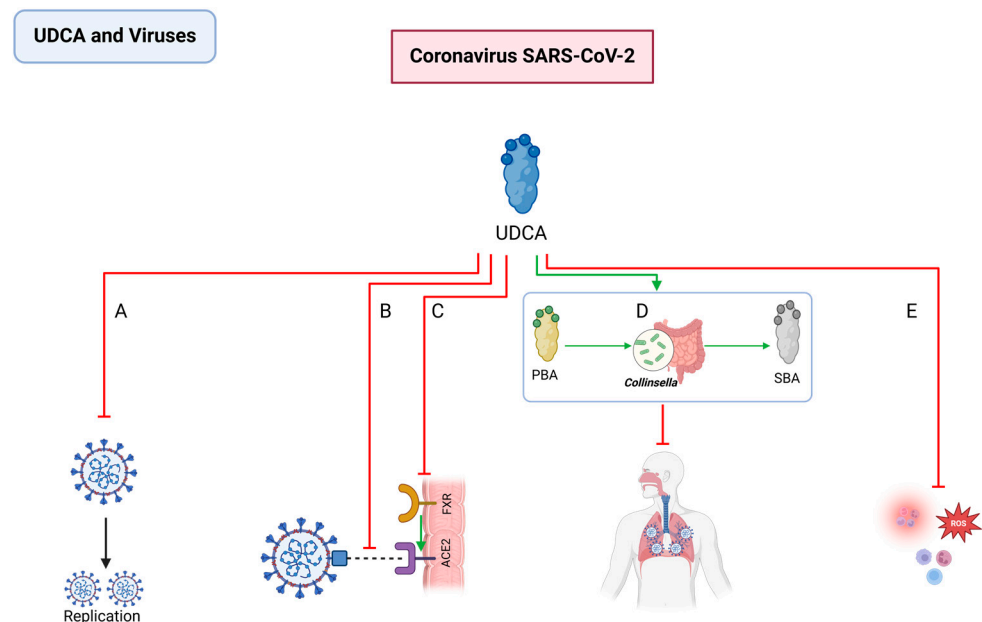 UDCA and Viruses
Coronavirus SARS-CoV-2
UDCA
A
B
C
D
E
PBA
Collinsella
SBA
FXR
ACE2
ROS
Replication